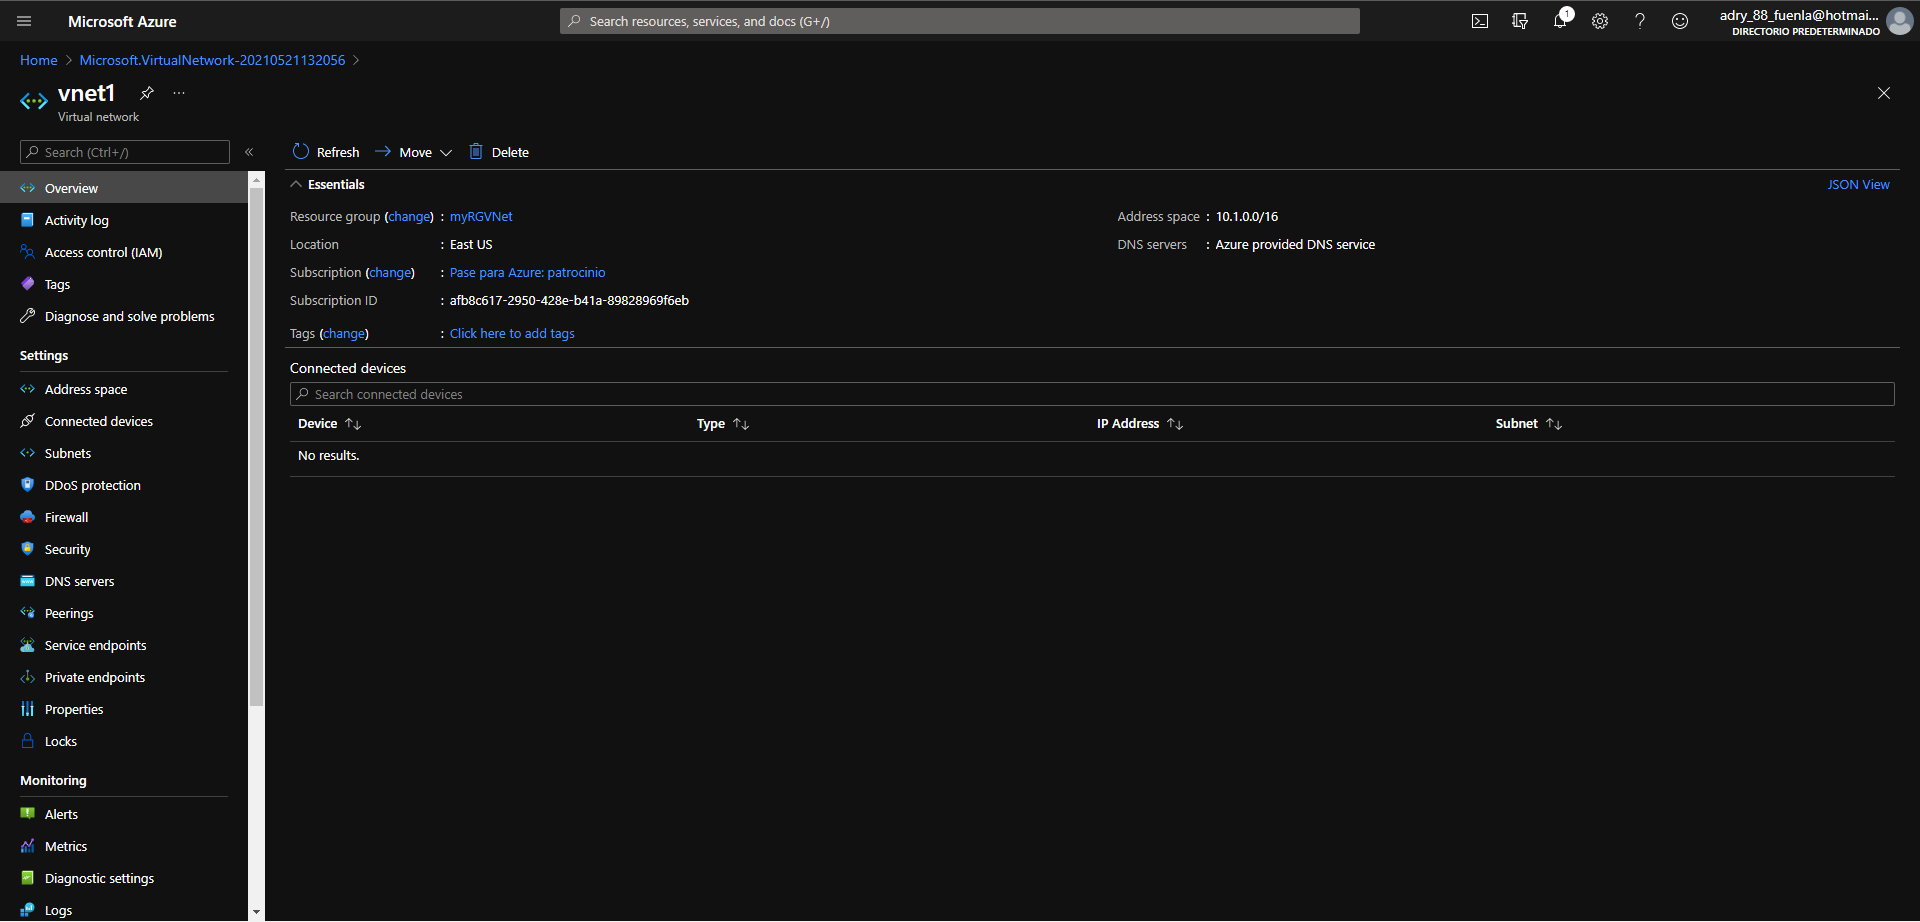 Microsoft Azure
Search resources, services, and docs (G+/)
1
adry_88_fuenla@hotmai...
DIRECTORIO PREDETERMINADO
Home > Microsoft.VirtualNetwork-20210521132056 >
vnet1
Virtual network
Search (Ctrl+/)
«
Overview
Activity log
Access control (IAM)
Tags
Diagnose and solve problems
Settings
Address space
Connected devices
Subnets
DDoS protection
Firewall
Security
DNS servers
Peerings
Service endpoints
Private endpoints
Properties
Locks
Monitoring
Alerts
Metrics
Diagnostic settings
Logs
Refresh Move Delete
Essentials
JSON View
Resource group (change) : myRGVNet
Location : East US
Subscription (change) : Pase para Azure: patrocinio
Subscription ID : afb8c617-2950-428e-b41a-89828969f6eb
Tags (change) : Click here to add tags
Address space : 10.1.0.0/16
DNS servers : Azure provided DNS service
Connected devices
Search connected devices
Device Type IP Address Subnet
No results.